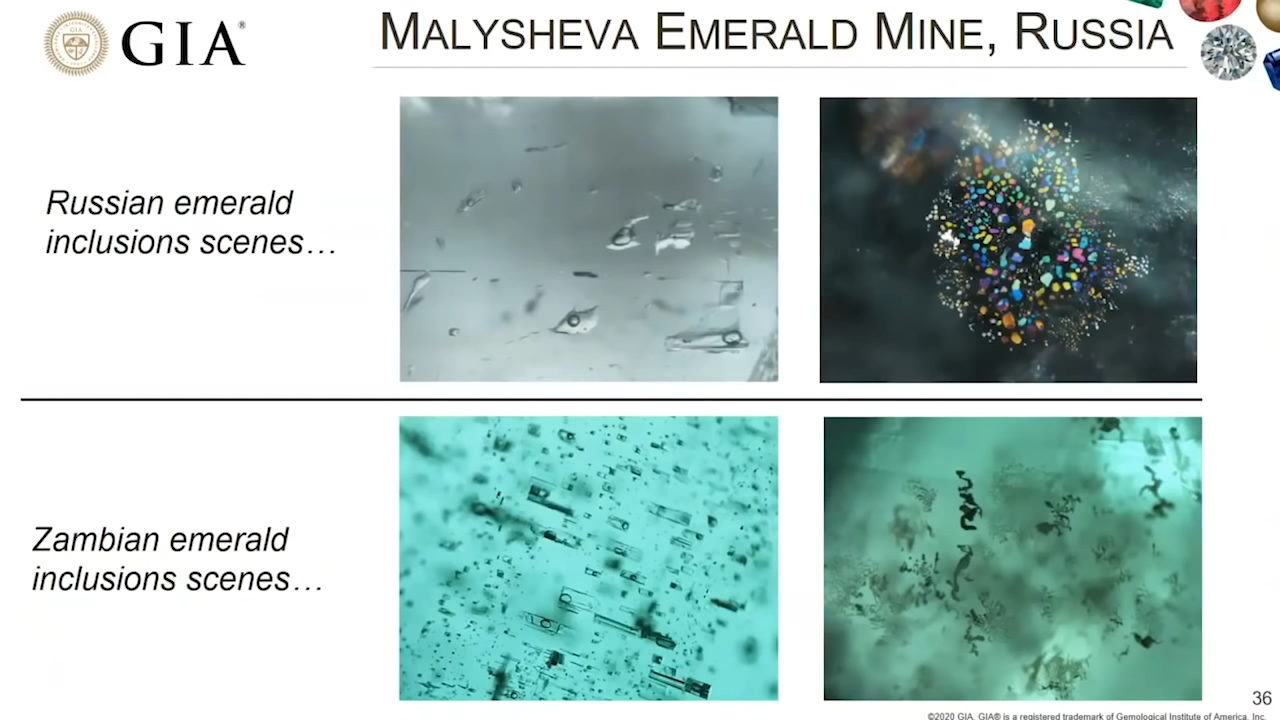 GIA®
MALYSHEVA EMERALD MINE, RUSSIA
Russian emerald
inclusions scenes…
Zambian emerald
inclusions scenes…
36
©2020 GIA. GIA® is a registered trademark of Gemological Institute of America, Inc.